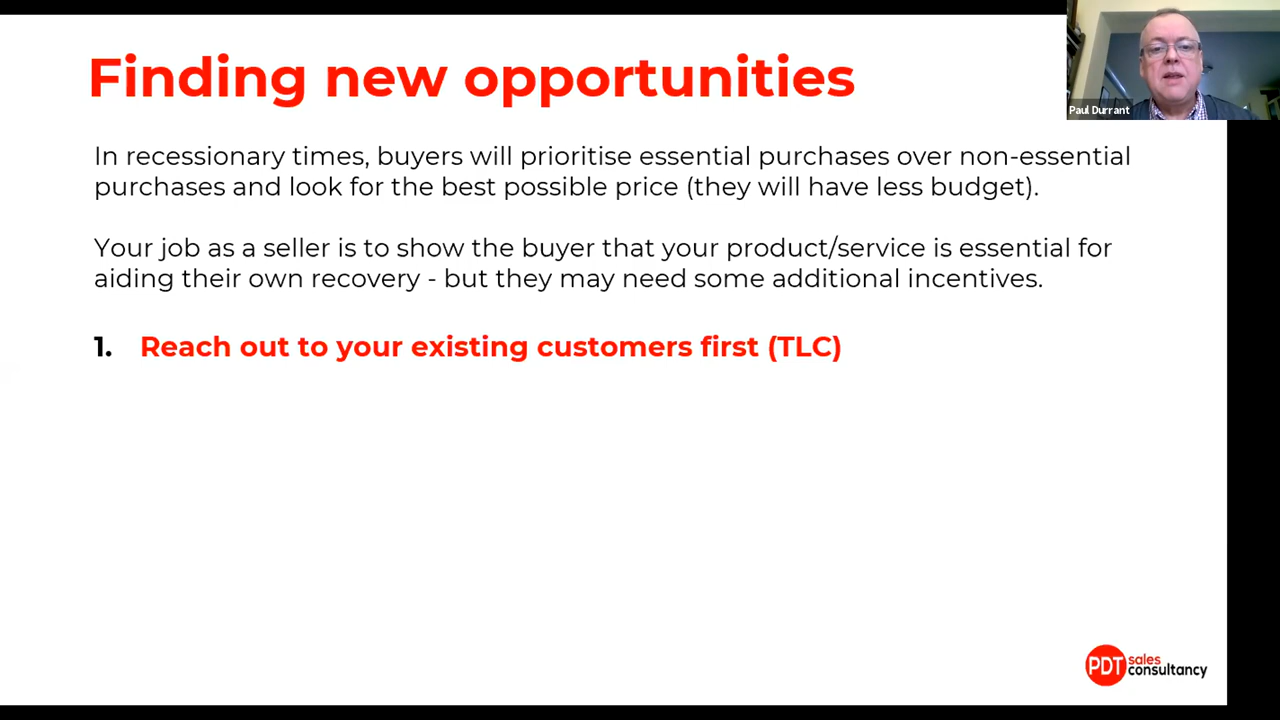 Finding new opportunities
Paul Durrant
In recessionary times, buyers will prioritise essential purchases over non-essential
purchases and look for the best possible price (they will have less budget).
Your job as a seller is to show the buyer that your product/service is essential for
aiding their own recovery - but they may need some additional incentives.
1. Reach out to your existing customers first (TLC)
PDT sales
consultancy